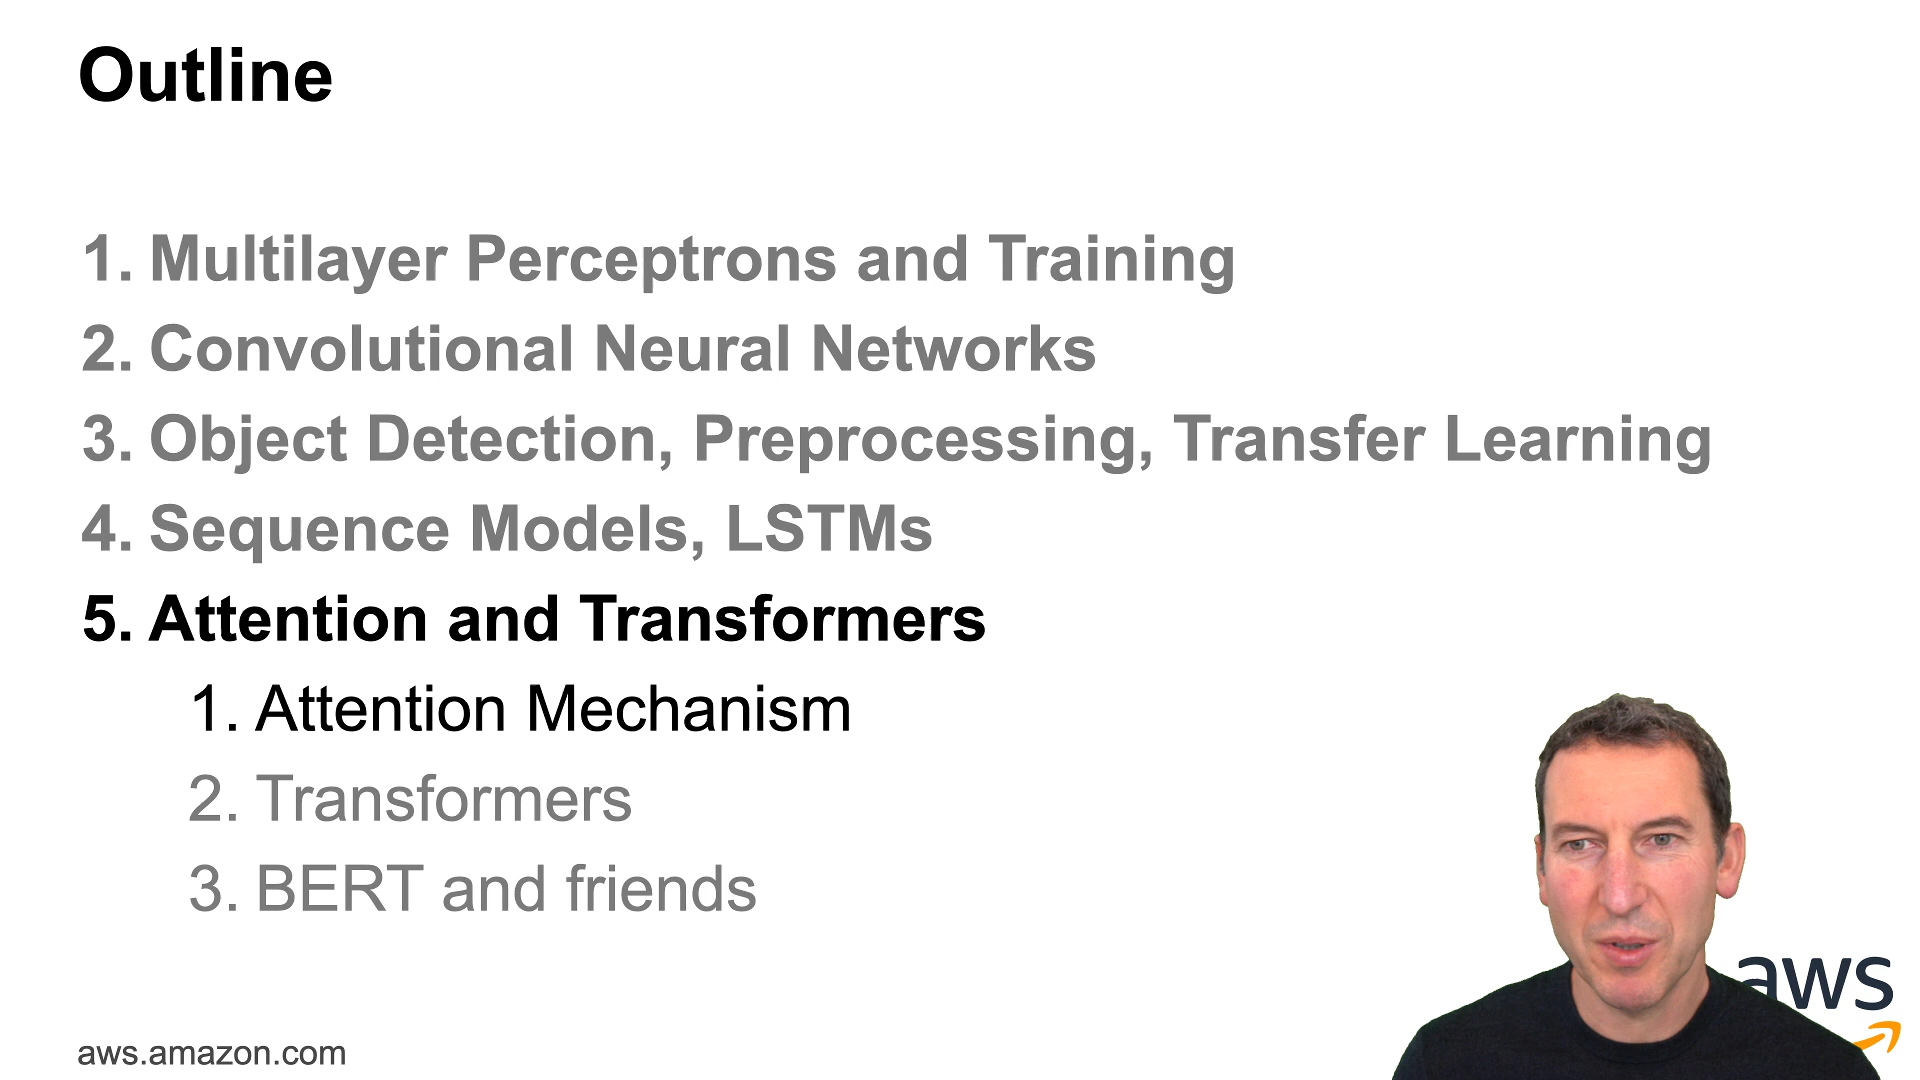 Outline
1. Multilayer Perceptrons and Training
2. Convolutional Neural Networks
3. Object Detection, Preprocessing, Transfer Learning
4. Sequence Models, LSTMs
5. Attention and Transformers
1. Attention Mechanism
2. Transformers
3. BERT and friends
aws
aws.amazon.com